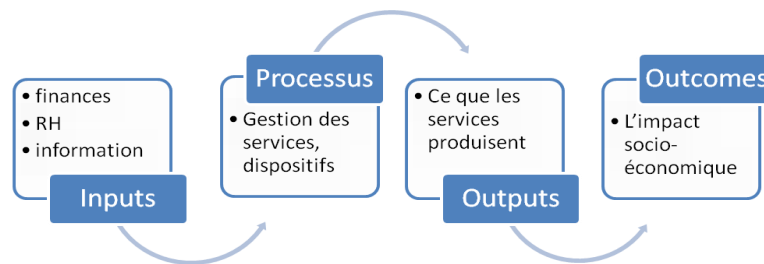 • finances
• RH
• information
Inputs
Processus
• Gestion des
services,
dispositifs
• Ce que les
services
produisent
Outputs
Outcomes
• L’impact
socio-
économique